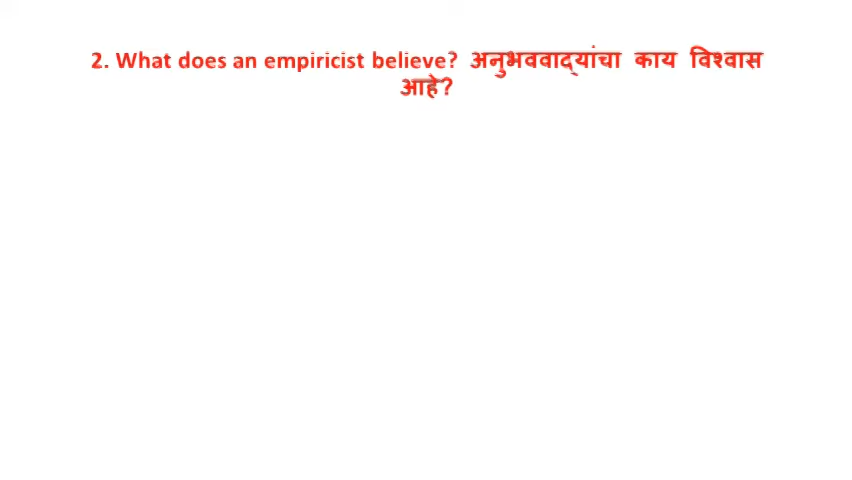 2. What does an empiricist believe? अनुभववाद्यांचा काय विश्वास
आहे?